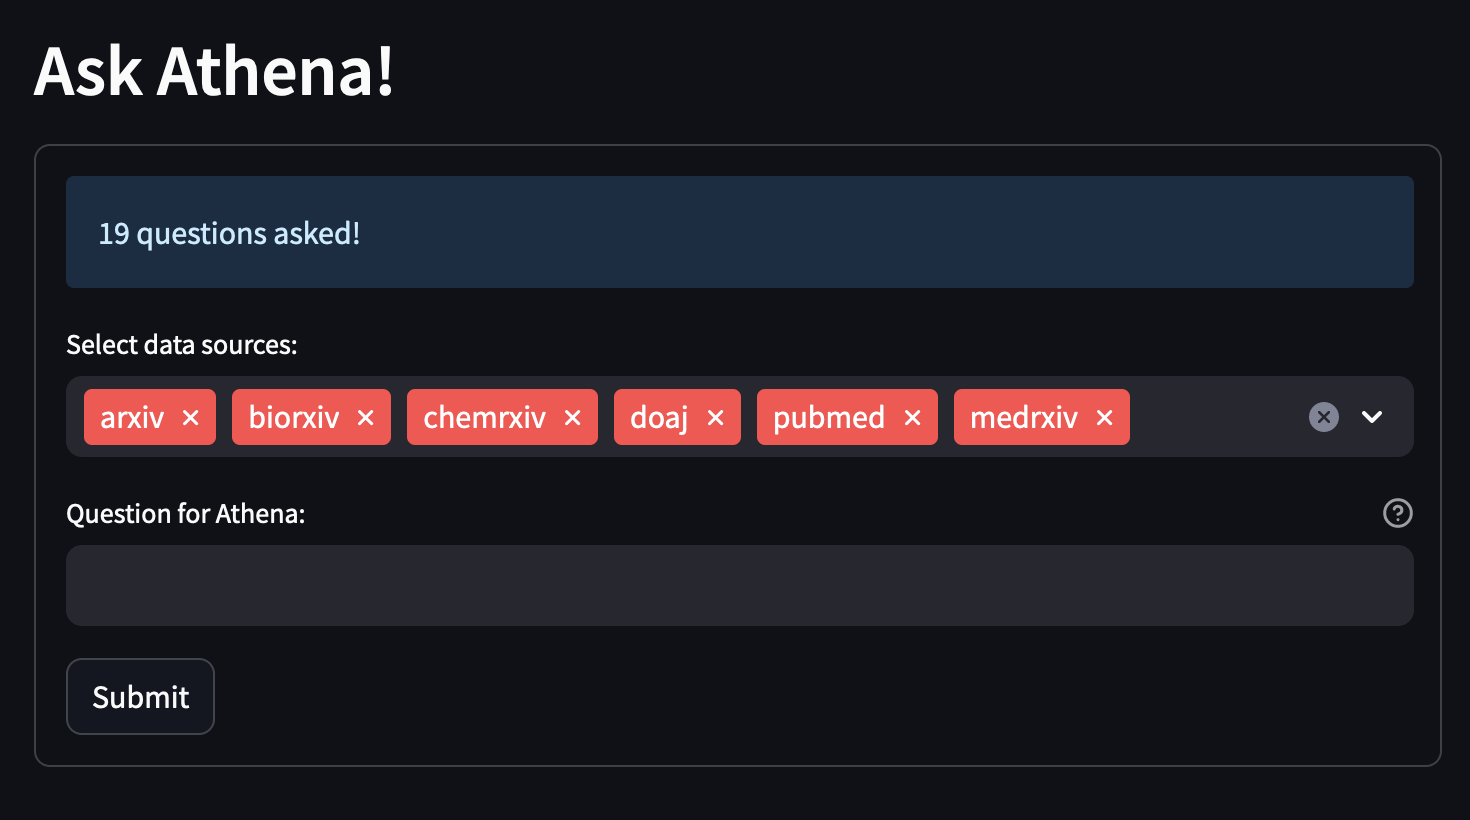 Ask Athena!
19 questions asked!
Select data sources:
arxiv biorxiv chemrxiv doaj pubmed medrxiv
Question for Athena:
Submit